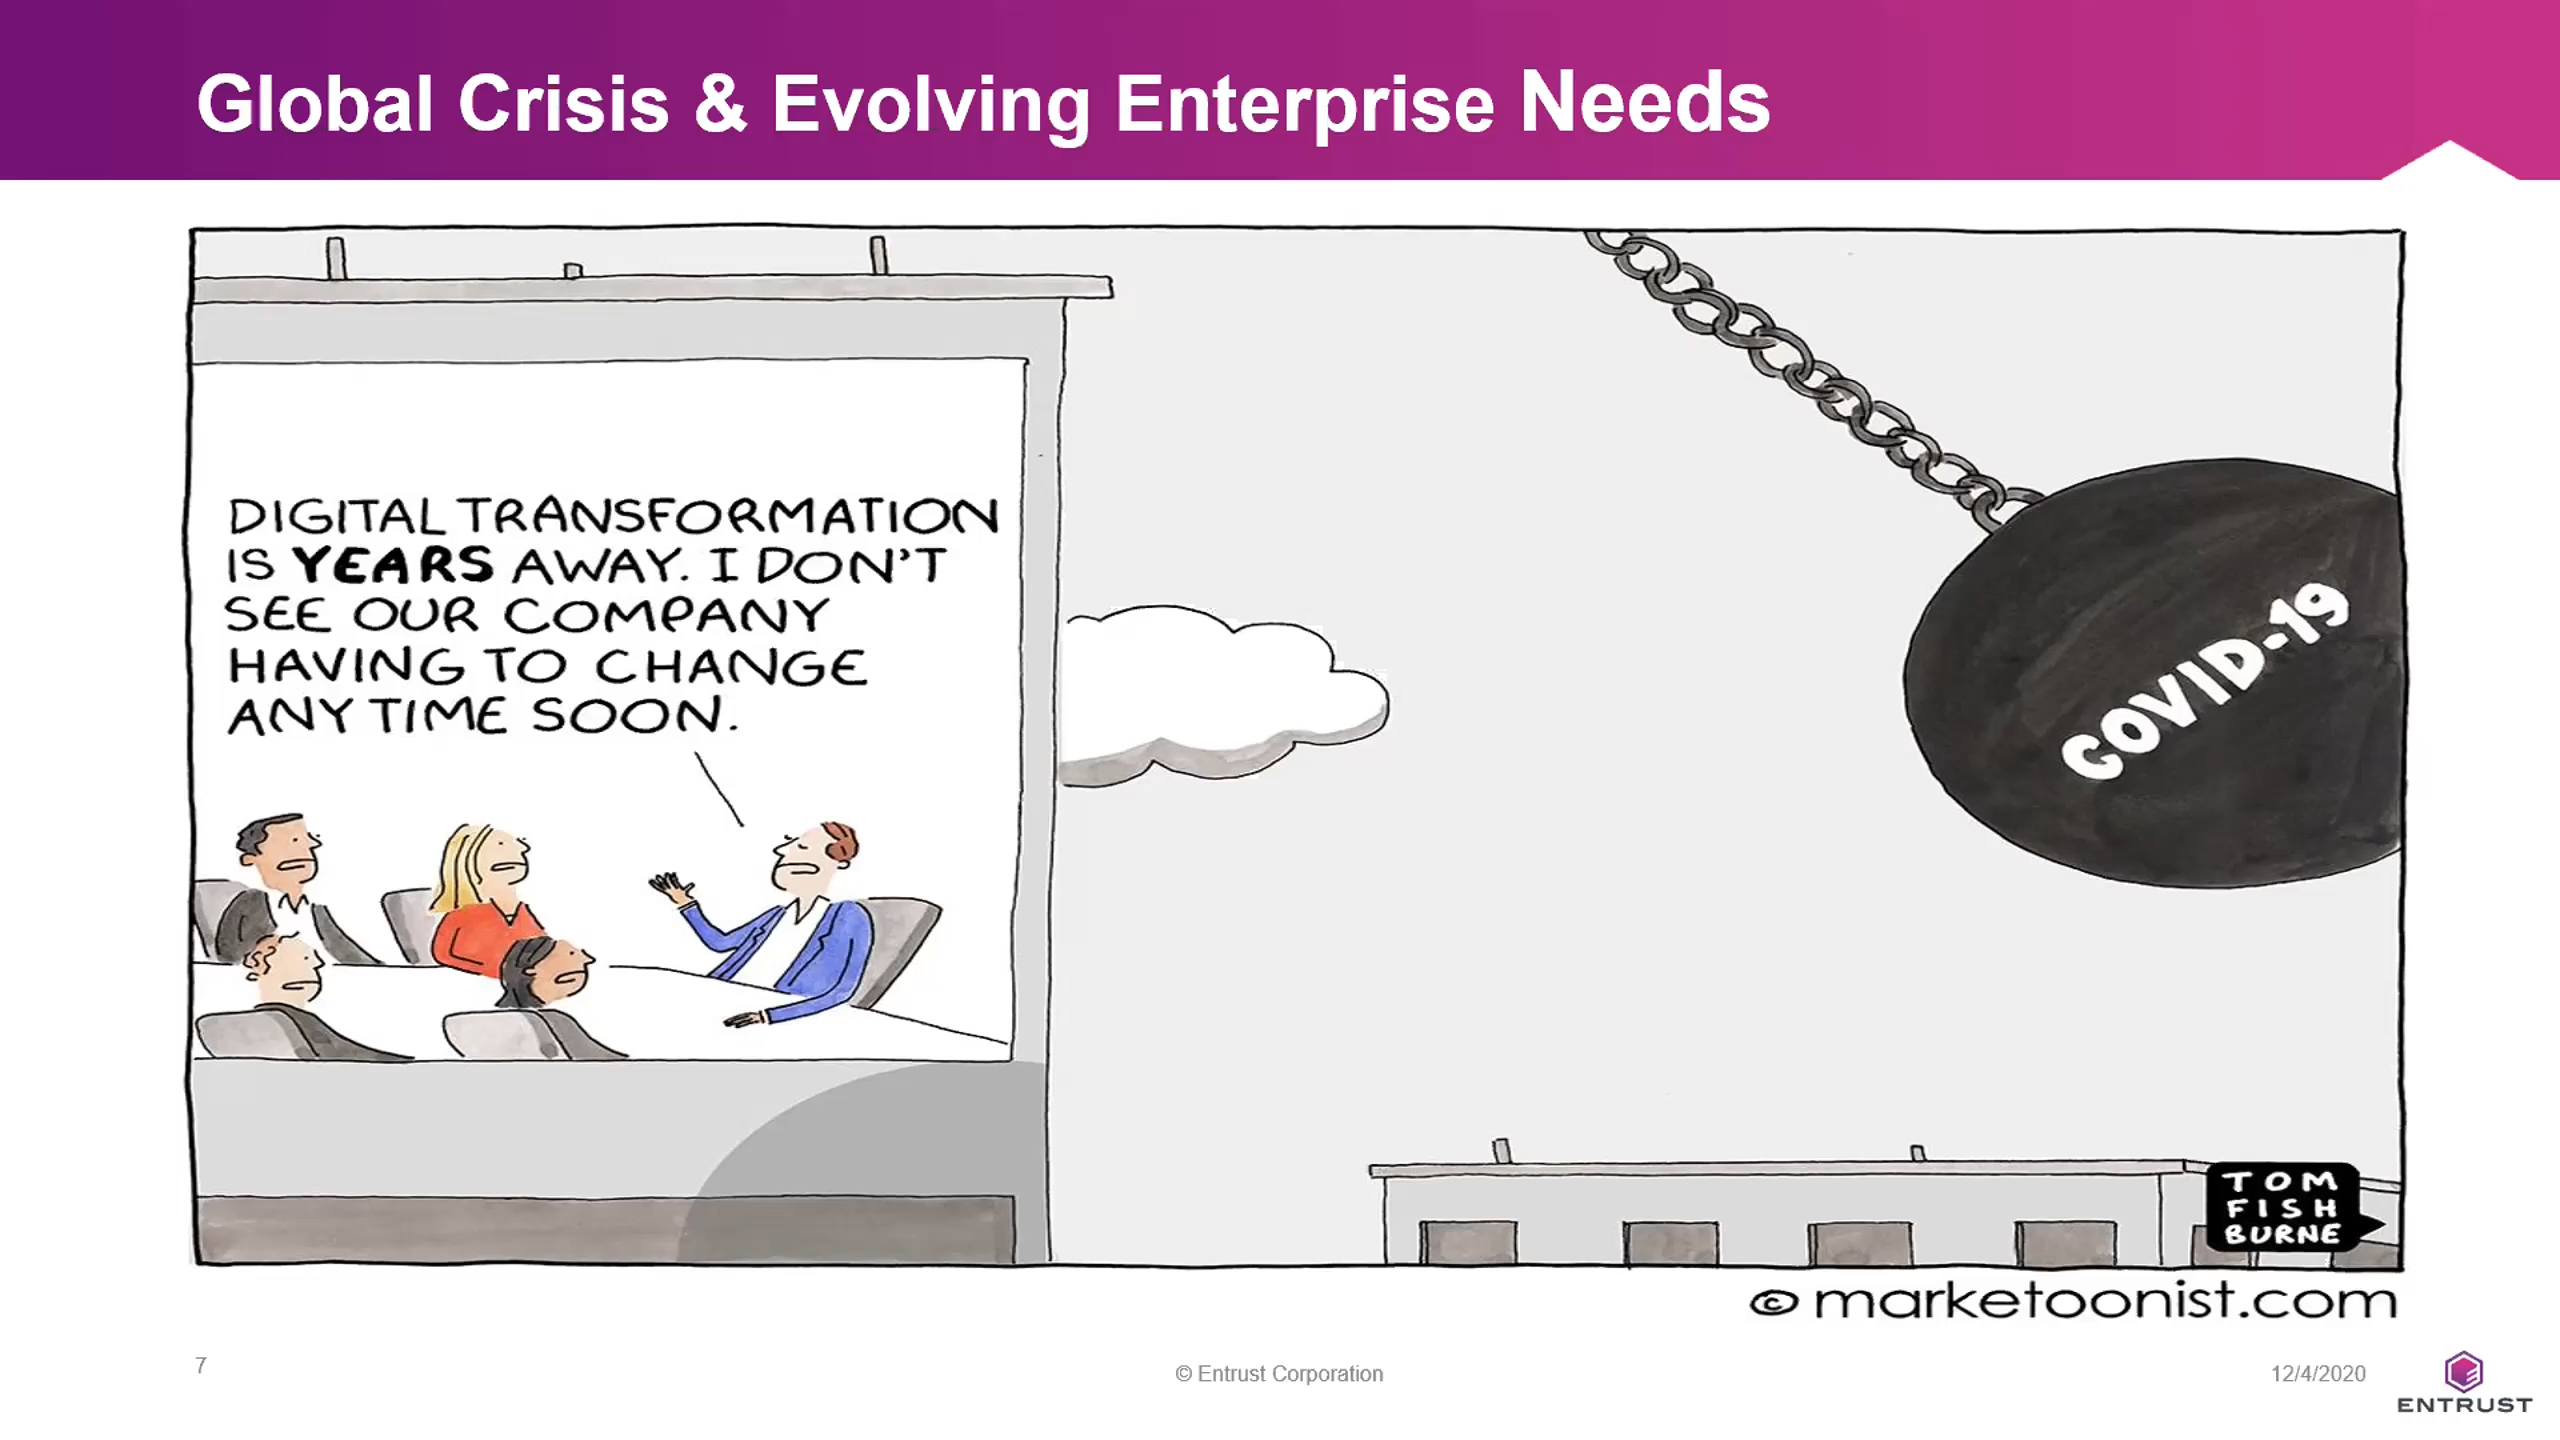 Global Crisis & Evolving Enterprise Needs
DIGITAL TRANSFORMATION
IS YEARS AWAY. I DON'T
SEE OUR COMPANY
HAVING TO CHANGE
ANY TIME SOON.
COVID-19
TOM
FISH
BURNE
© marketoonist.com
7
© Entrust Corporation
12/4/2020
ENTRUST